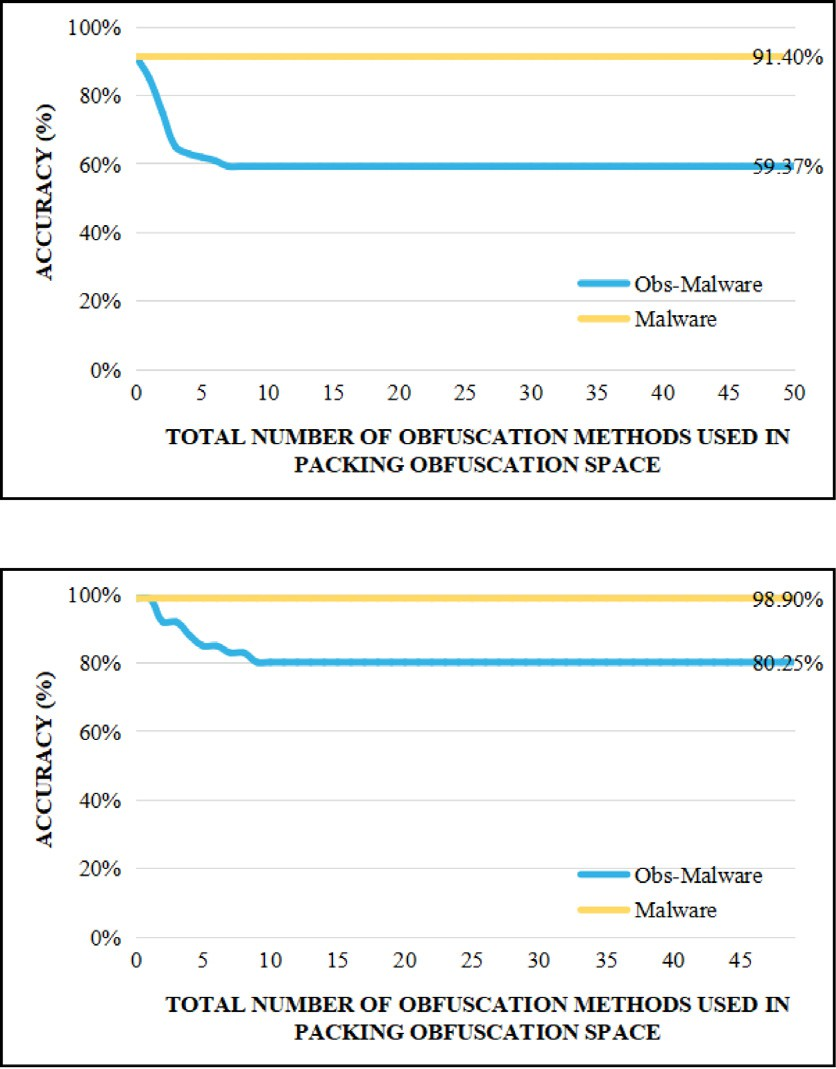 100%
91.40%
80%
60%
59.37%
40%
20%
0%
ACCURACY (%)
Obs-Malware
Malware
0 5 10 15 20 25 30 35 40 45 50
TOTAL NUMBER OF OBFUSCATION METHODS USED IN
PACKING OBFUSCATION SPACE
100%
98.90%
80%
80.25%
60%
40%
20%
0%
ACCURACY (%)
Obs-Malware
Malware
0 5 10 15 20 25 30 35 40 45
TOTAL NUMBER OF OBFUSCATION METHODS USED IN
PACKING OBFUSCATION SPACE